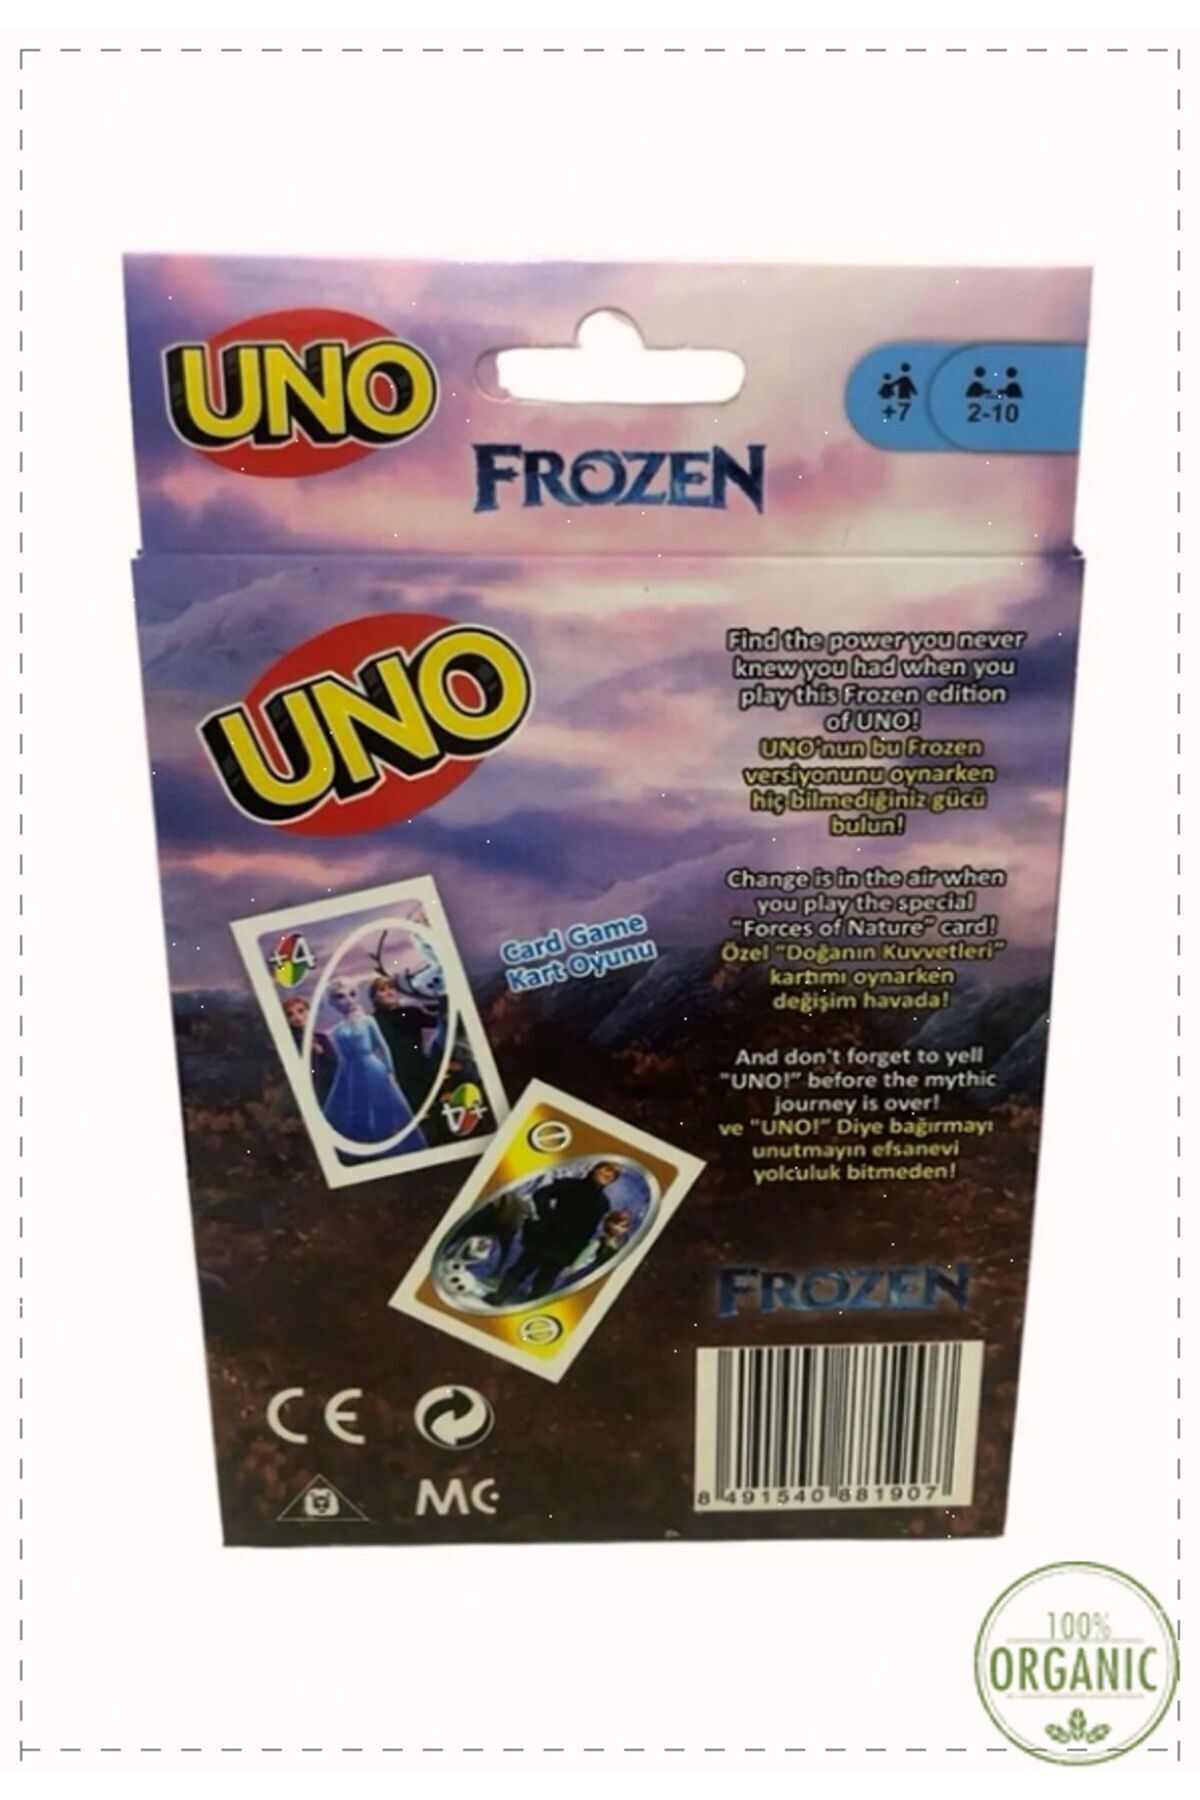 UNO
FROZEN
+7
2-10
UNO
Find the power you never
knew you had when you
play this Frozen edition
of UNO!
UNO'nun bu Frozen
versiyonunu oynarken
hiç bilmediğiniz gücü
bulun!
Change is in the air when
you play the special
"Forces of Nature" card!
Özel "Doğanın Kuvvetleri"
kartımı oynarken
değişim havada!
And don't forget to yell
"UNO!" before the mythic
journey is over!
ve "UNO!" Diye bağırmayı
unutmayın efsanevi
yolculuk bitmeden!
Card Game
Kart Oyunu
+4
+4
FROZEN
CE
MC
8 491540 881907
100%
ORGANIC